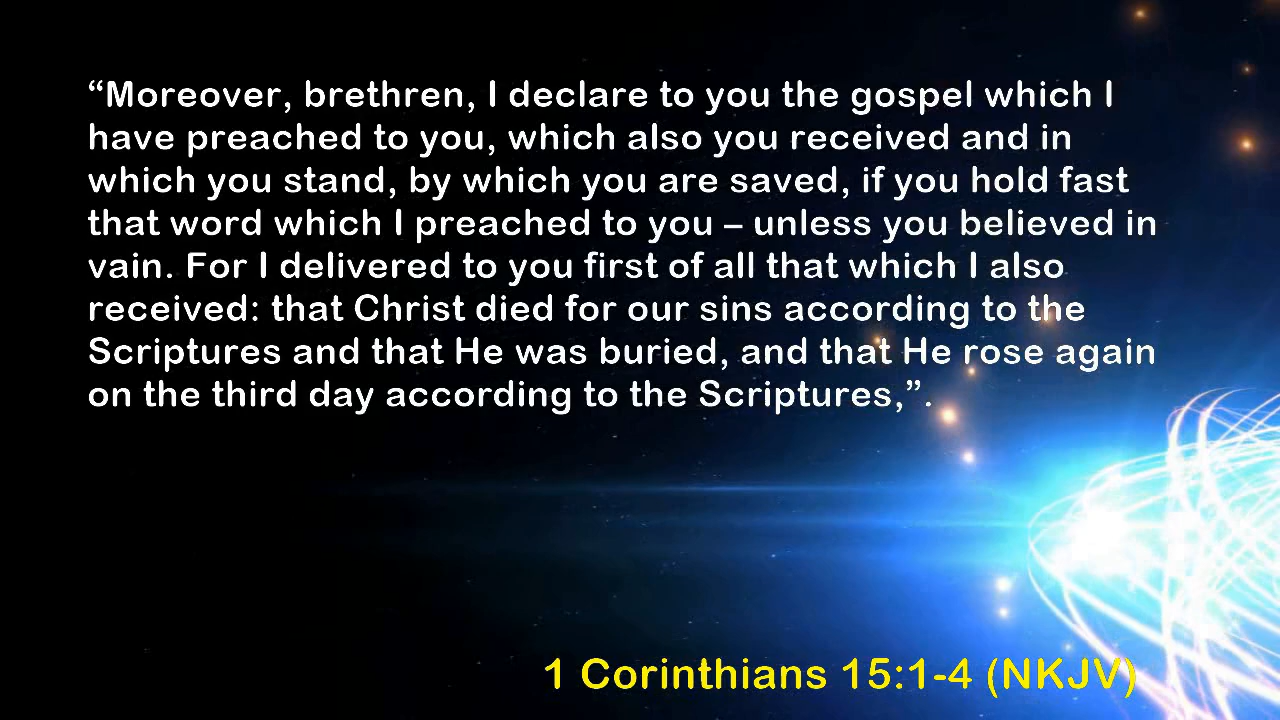 “Moreover, brethren, I declare to you the gospel which I
have preached to you, which also you received and in
which you stand, by which you are saved, if you hold fast
that word which I preached to you – unless you believed in
vain. For I delivered to you first of all that which I also
received: that Christ died for our sins according to the
Scriptures and that He was buried, and that He rose again
on the third day according to the Scriptures,”.
1 Corinthians 15:1-4 (NKJV)